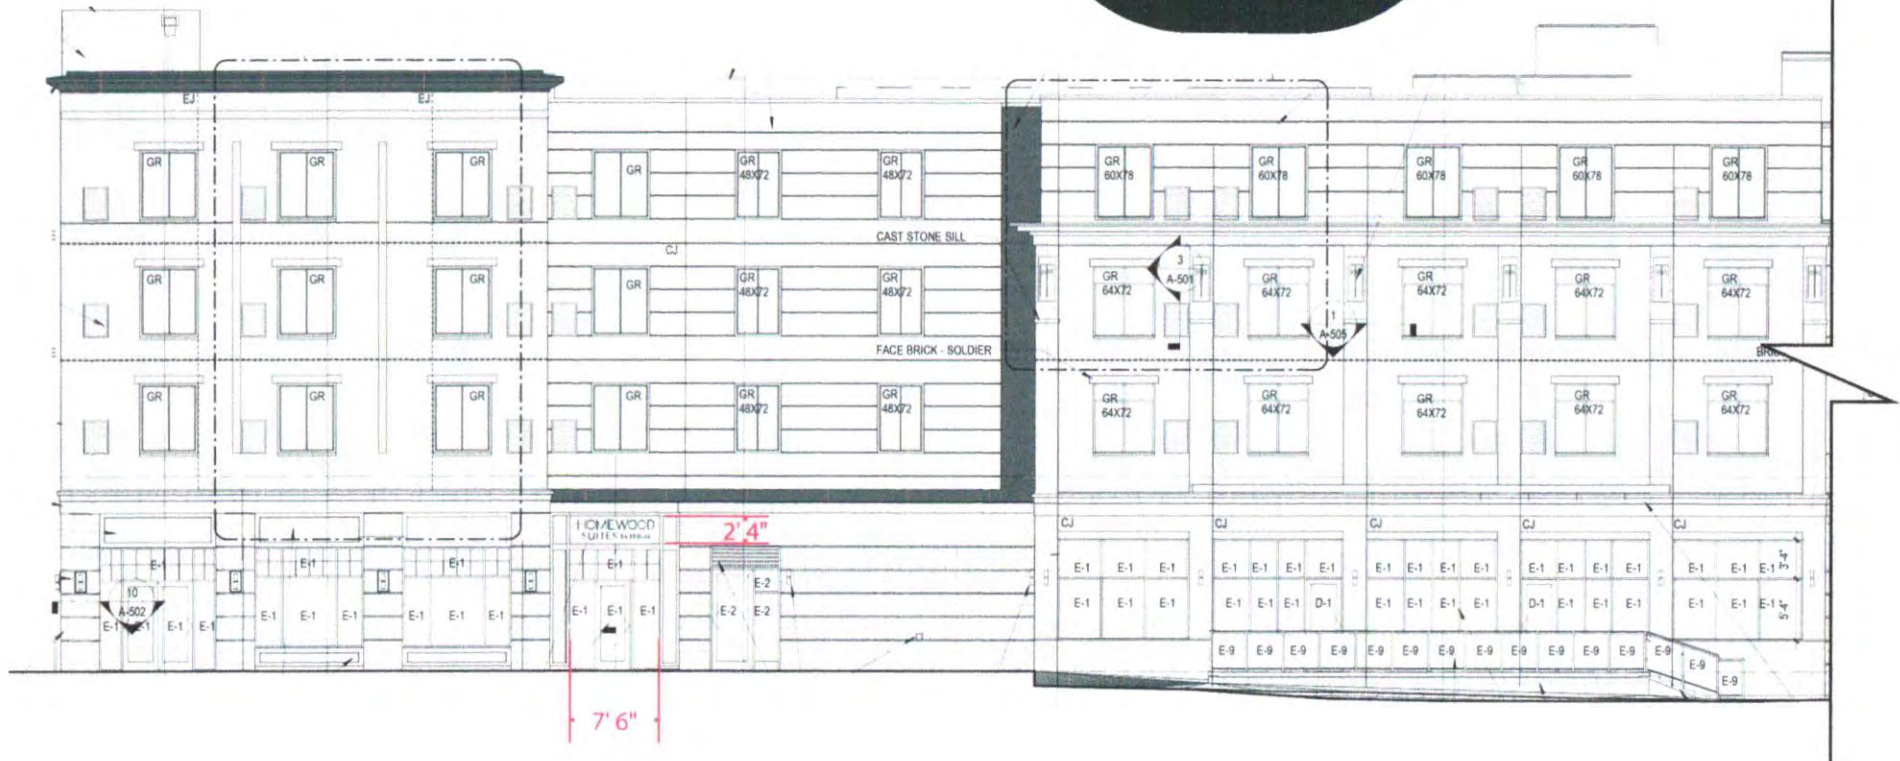 EJ EJ
GR GR GR GR GR GR GR GR GR GR GR
48X72 48X72 60X78 60X78 60X78 60X78 60X78
CAST STONE SILL
CJ
3
A-501
GR GR GR GR GR GR GR GR GR GR GR
48X72 48X72 64X72 64X72 64X72 64X72 64X72
1
A-505
FACE BRICK - SOLDIER
GR GR GR GR GR GR GR GR GR GR GR
48X72 48X72 64X72 64X72 64X72 64X72 64X72
HOMEWOOD
SUITES by Hilton
2' 4"
CJ CJ CJ CJ CJ
E-1 E-1 E-1 E-1
E-2
E-1 E-1 E-1 E-1 E-1 E-1 E-1 E-1 E-1 E-1 E-1 E-1 E-1 E-1 E-1 E-1 E-1 E-1
3'-4"
10
A-502
E-1 E-1 E-1 E-1 E-1 E-1 E-1 E-1 E-1 E-1 E-1 E-1 E-1 E-2 E-2
E-1 E-1 E-1 E-1 E-1 E-1 D-1 E-1 E-1 E-1 E-1 D-1 E-1 E-1 E-1 E-1 E-1 E-1
5'-4"
E-9 E-9 E-9 E-9 E-9 E-9 E-9 E-9 E-9 E-9 E-9 E-9 E-9 E-9 E-9
7' 6"